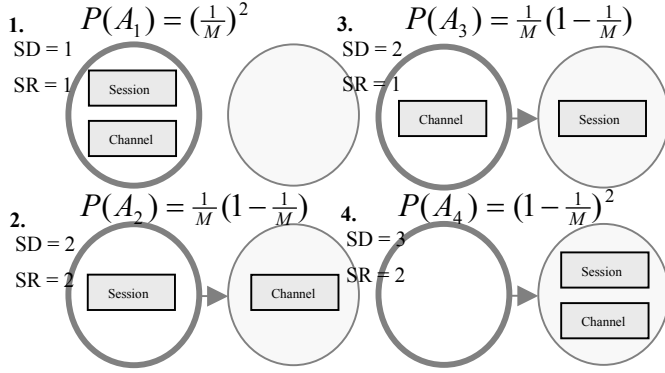 1. P(A₁) = (1/M)²
SD = 1
SR = 1
Session
Channel
2. P(A₂) = 1/M (1 − 1/M)
SD = 2
SR = 2
Session
Channel
3. P(A₃) = 1/M (1 − 1/M)
SD = 2
SR = 1
Channel
Session
4. P(A₄) = (1 − 1/M)²
SD = 3
SR = 2
Session
Channel